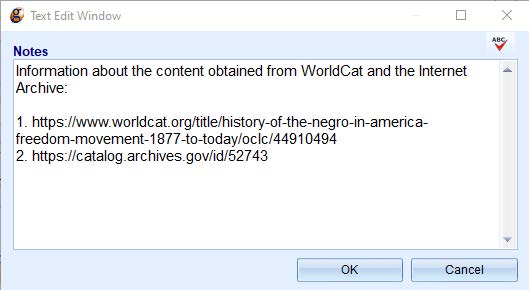 Text Edit Window
ABC
Notes
Information about the content obtained from WorldCat and the Internet
Archive:
1. https://www.worldcat.org/title/history-of-the-negro-in-america-
freedom-movement-1877-to-today/oclc/44910494
2. https://catalog.archives.gov/id/52743
OK
Cancel